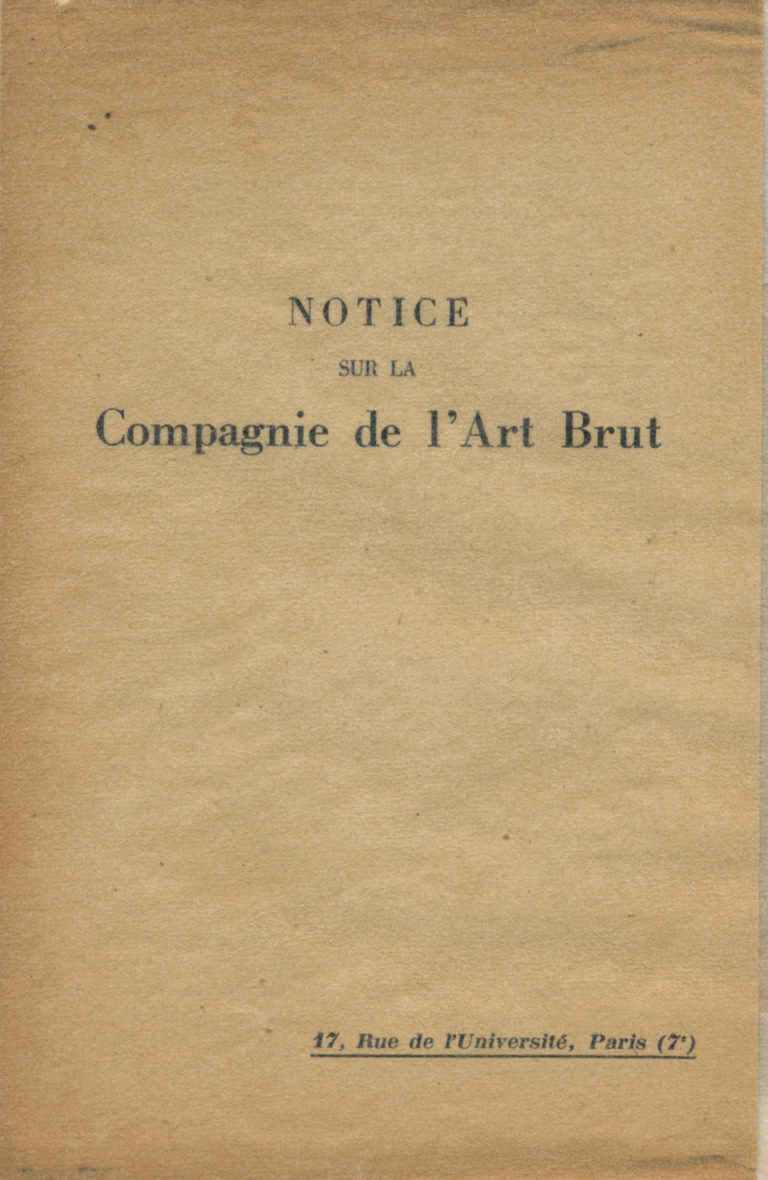 NOTICE
SUR LA
Compagnie de l'Art Brut
17, Rue de l'Université, Paris (7e)